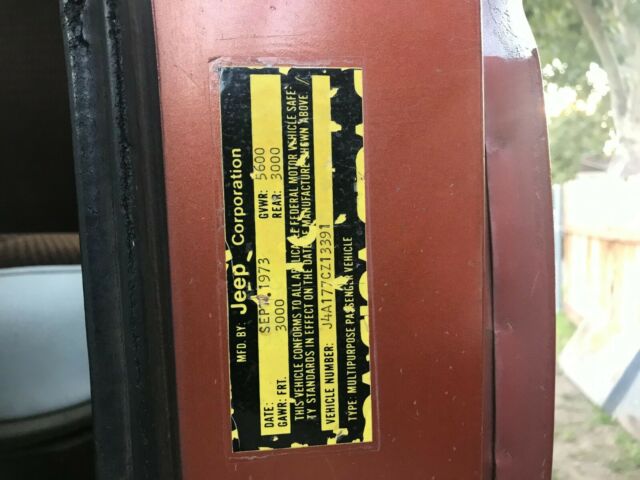 MFD. BY: Jeep Corporation
DATE: SEPT. 1973 GVWR: 5600
GAWR: FRT. 3000 REAR: 3000
THIS VEHICLE CONFORMS TO ALL APPLICABLE FEDERAL MOTOR VEHICLE SAFE-
TY STANDARDS IN EFFECT ON THE DATE OF MANUFACTURE SHOWN ABOVE.
VEHICLE NUMBER: J4A177CZ13391
TYPE: MULTIPURPOSE PASSENGER VEHICLE